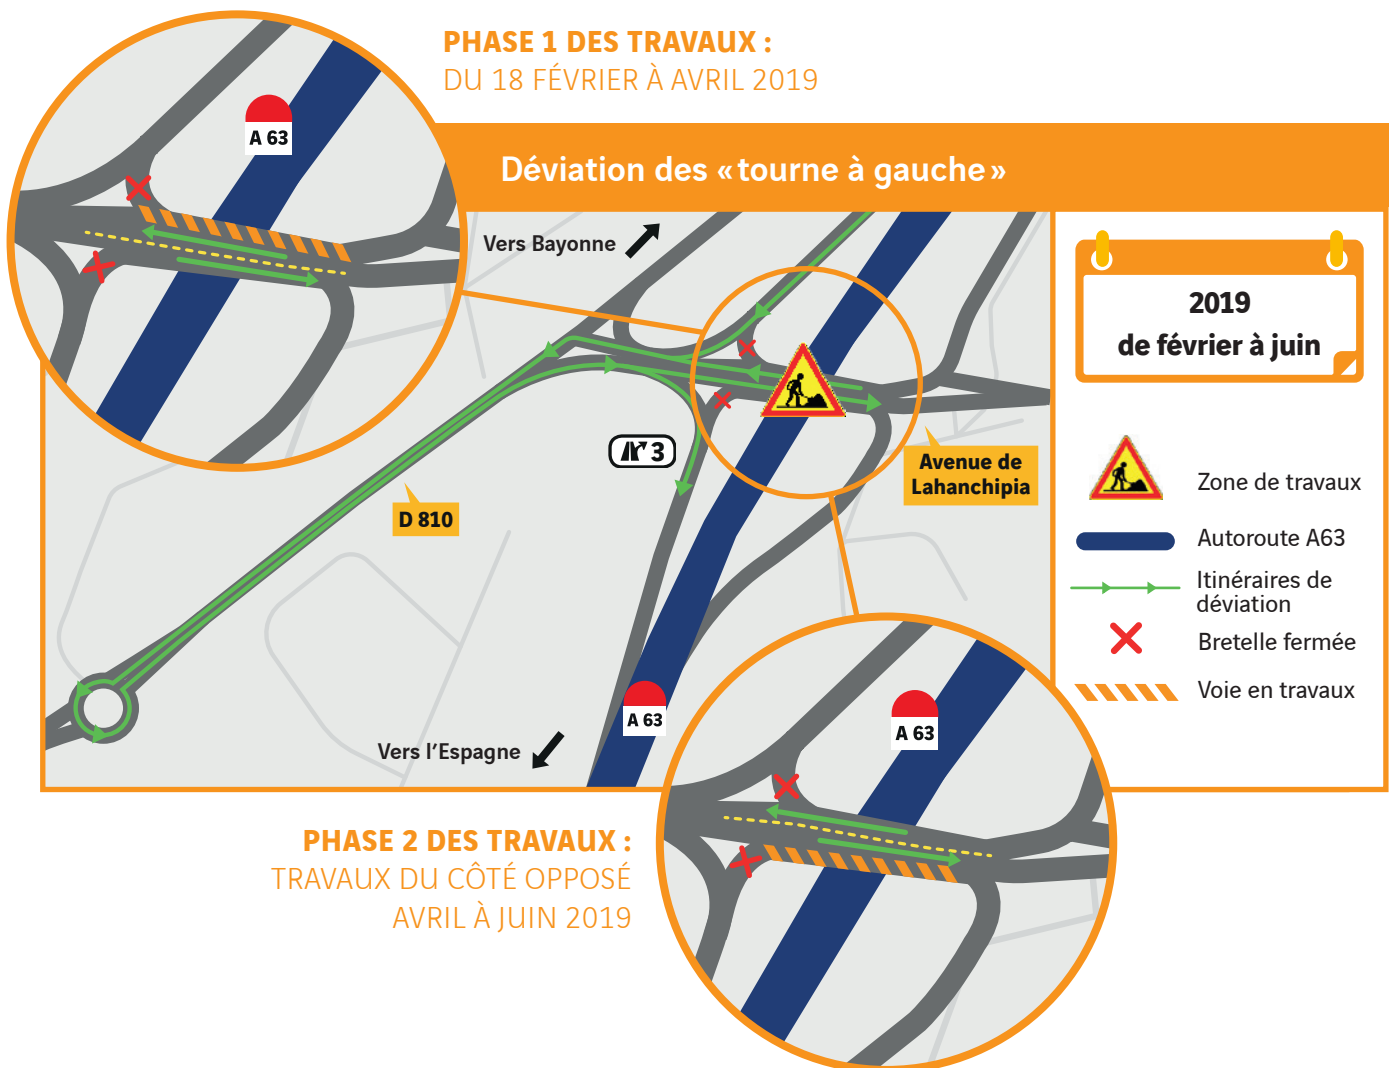 PHASE 1 DES TRAVAUX :
DU 18 FÉVRIER À AVRIL 2019
A 63
Déviation des « tourne à gauche »
Vers Bayonne
2019
de février à juin
3
Avenue de
Lahanchipia
D 810
Zone de travaux
Autoroute A63
Itinéraires de
déviation
Bretelle fermée
Voie en travaux
A 63
Vers l'Espagne
A 63
PHASE 2 DES TRAVAUX :
TRAVAUX DU CÔTÉ OPPOSÉ
AVRIL À JUIN 2019